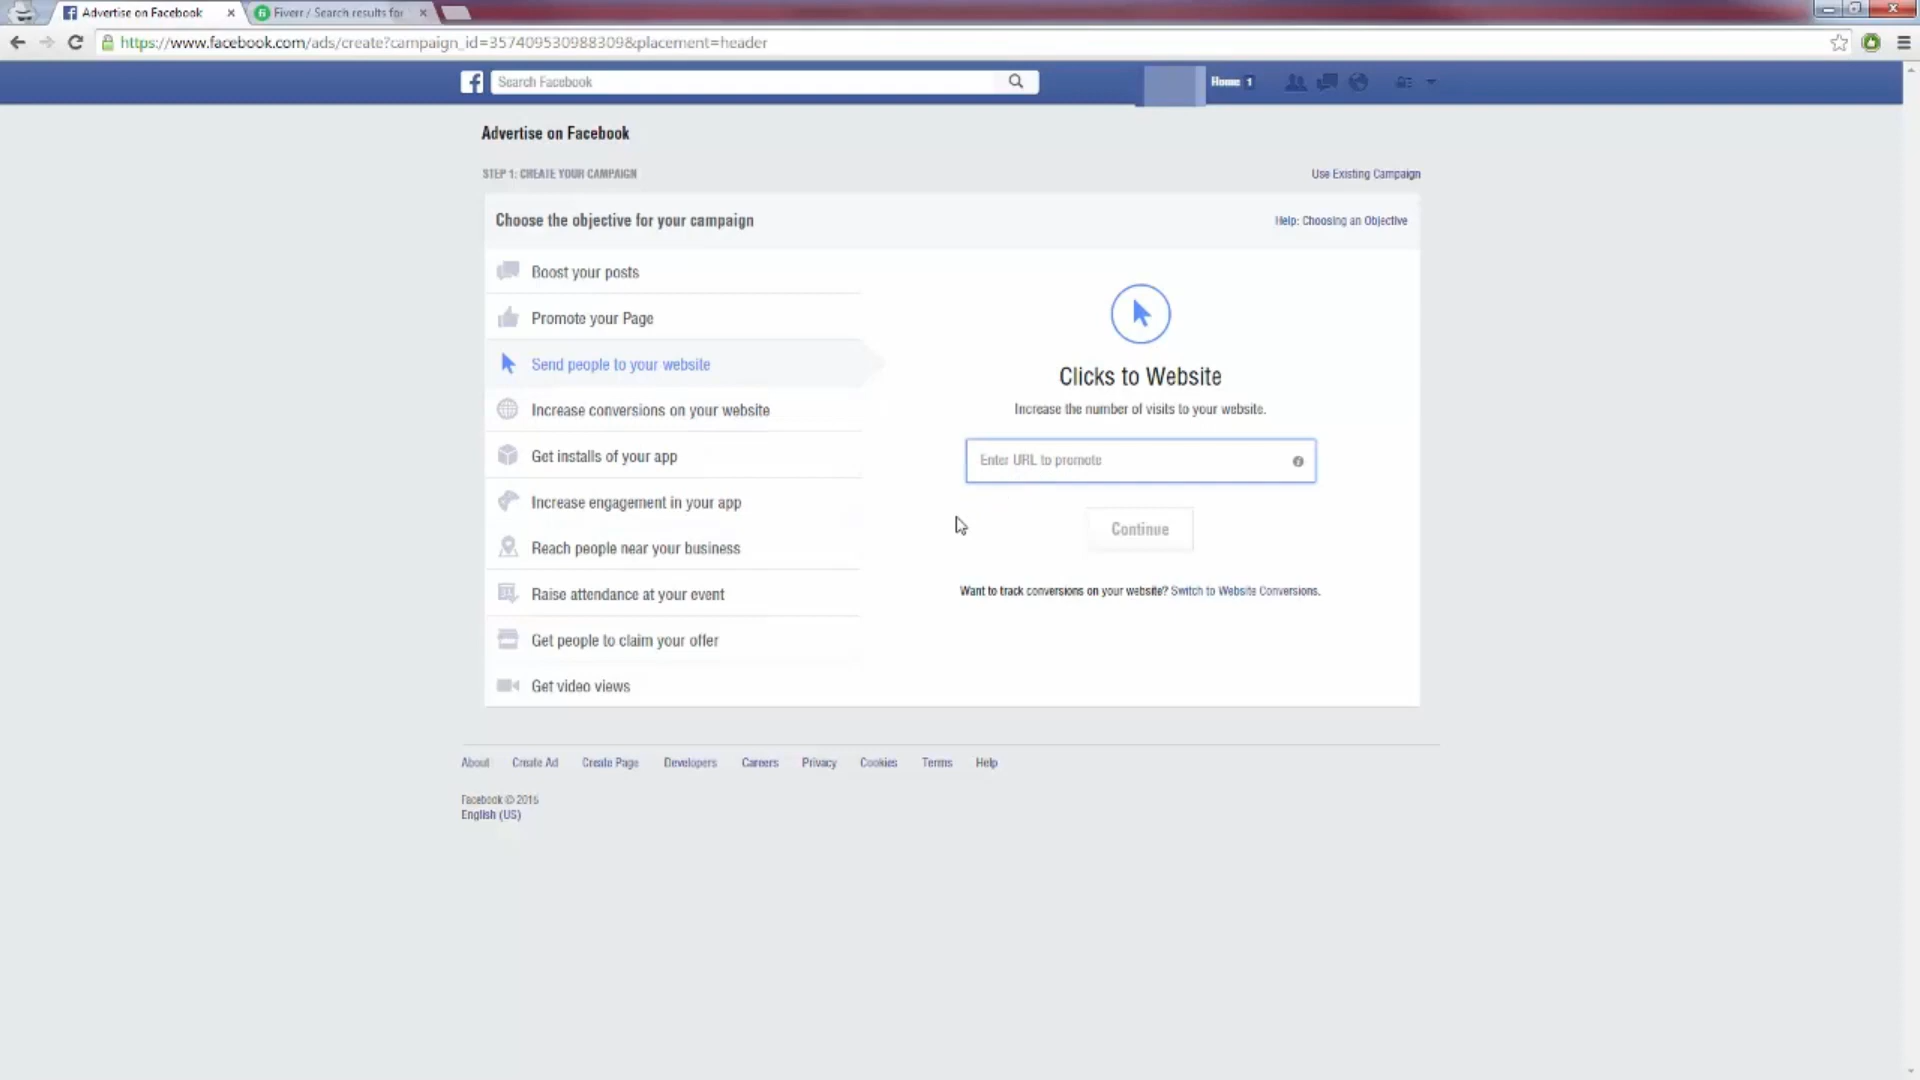 Advertise on Facebook
Fiverr / Search results for
https://www.facebook.com/ads/create?campaign_id=357409530988309&placement=header
Search Facebook
Home 1
Advertise on Facebook
STEP 1: CREATE YOUR CAMPAIGN
Use Existing Campaign
Choose the objective for your campaign
Help: Choosing an Objective
Boost your posts
Promote your Page
Send people to your website
Increase conversions on your website
Get installs of your app
Increase engagement in your app
Reach people near your business
Raise attendance at your event
Get people to claim your offer
Get video views
Clicks to Website
Increase the number of visits to your website.
Enter URL to promote
Continue
Want to track conversions on your website? Switch to Website Conversions.
About Create Ad Create Page Developers Careers Privacy Cookies Terms Help
Facebook © 2015
English (US)